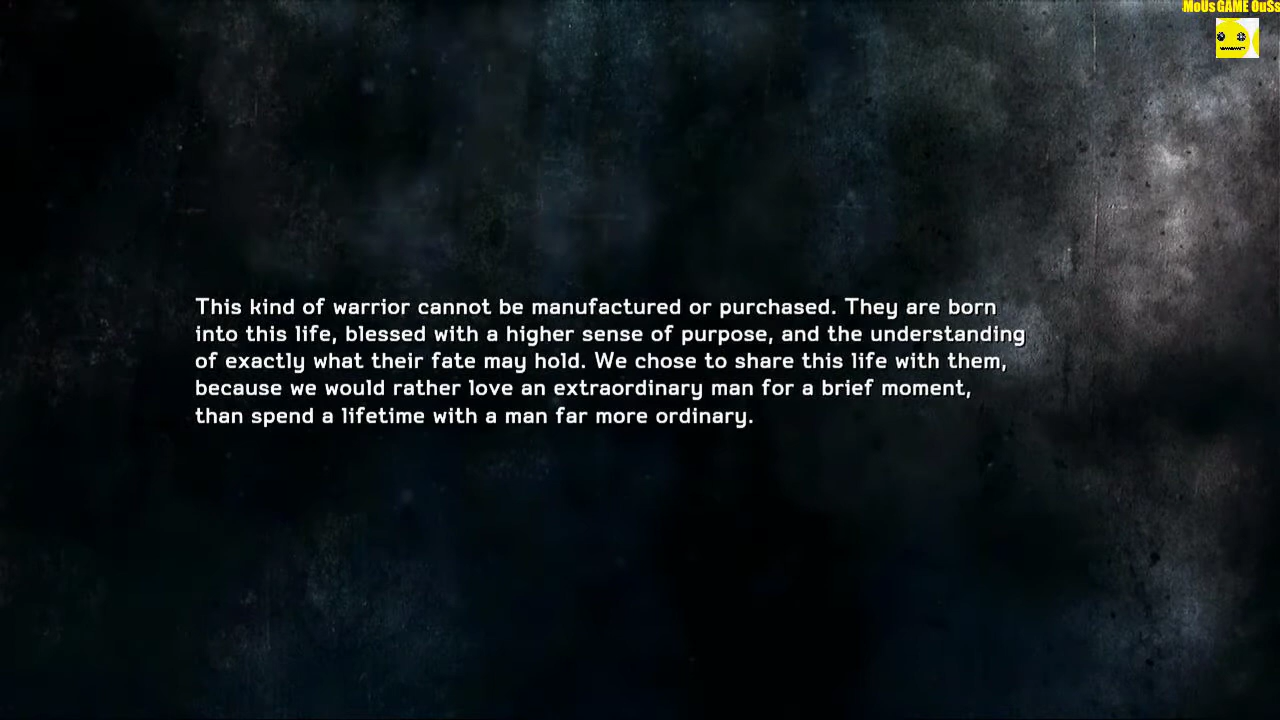 MoUs GAME OuSs
This kind of warrior cannot be manufactured or purchased. They are born
into this life, blessed with a higher sense of purpose, and the understanding
of exactly what their fate may hold. We chose to share this life with them,
because we would rather love an extraordinary man for a brief moment,
than spend a lifetime with a man far more ordinary.